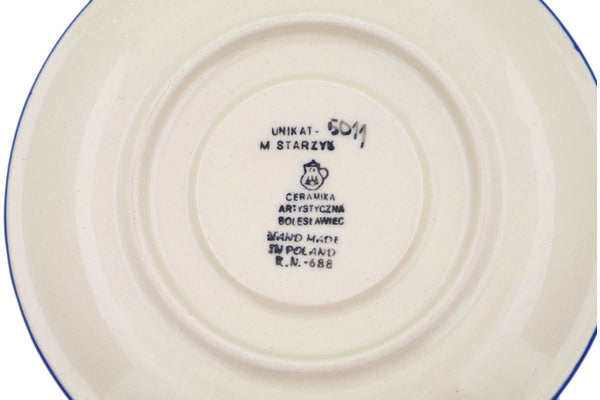 UNIKAT- 5011
M STARZYK
CERAMIKA
ARTYSTYCZNA
BOLESŁAWIEC
HAND MADE
IN POLAND
R.N.-688